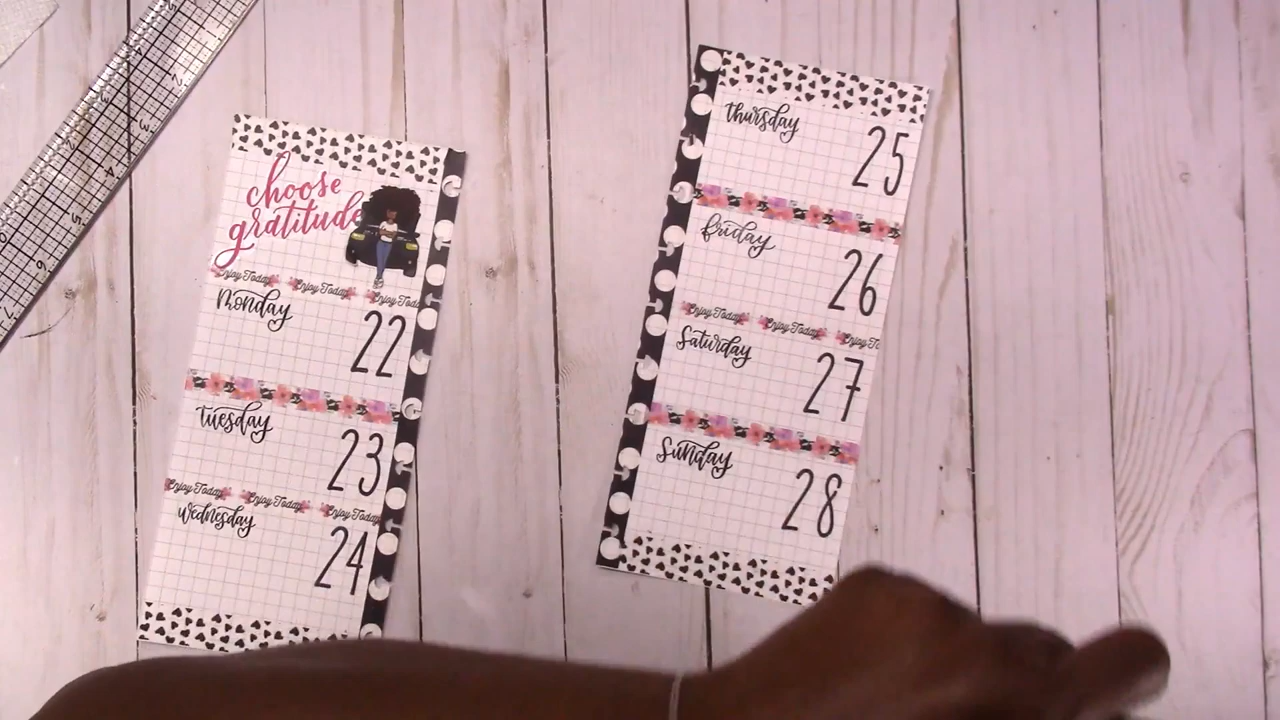 choose
gratitude
Enjoy Today Enjoy Today Enjoy Today
Monday
22
tuesday
23
Enjoy Today Enjoy Today Enjoy Today
wednesday
24
thursday
25
friday
26
Enjoy Today Enjoy Today Enjoy T
Saturday
27
Sunday
28